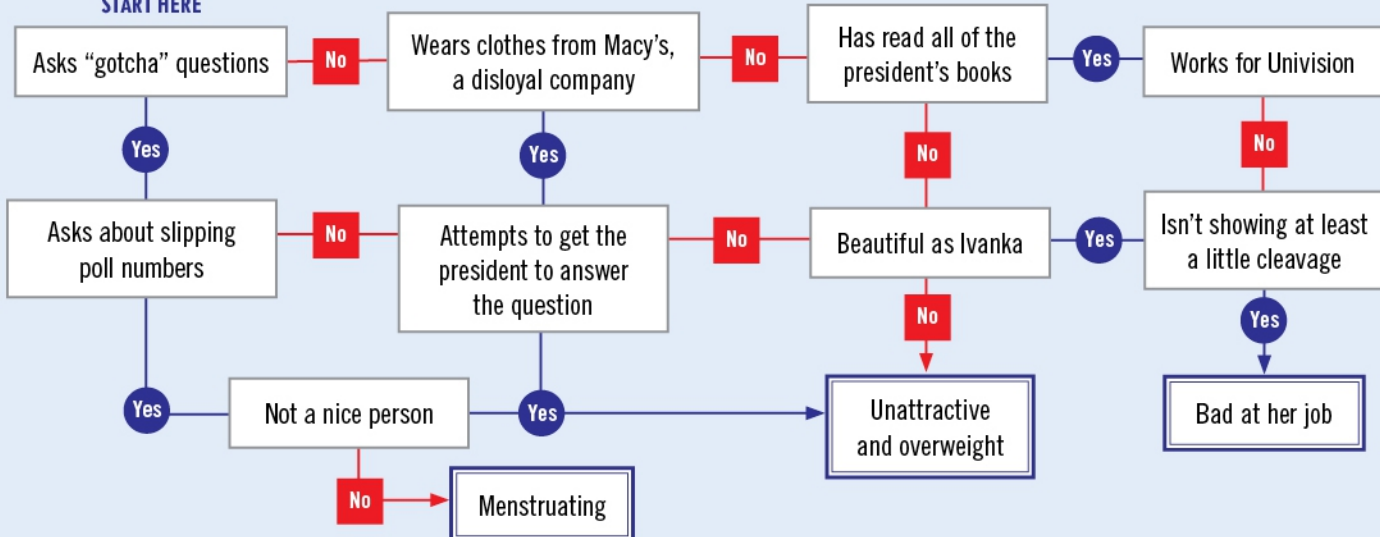 START HERE
Asks “gotcha” questions
No
Wears clothes from Macy’s,
a disloyal company
No
Has read all of the
president’s books
Yes
Works for Univision
Yes
Yes
No
No
Asks about slipping
poll numbers
No
Attempts to get the
president to answer
the question
No
Beautiful as Ivanka
Yes
Isn’t showing at least
a little cleavage
No
Yes
Yes
Not a nice person
Yes
Unattractive
and overweight
Bad at her job
No
Menstruating